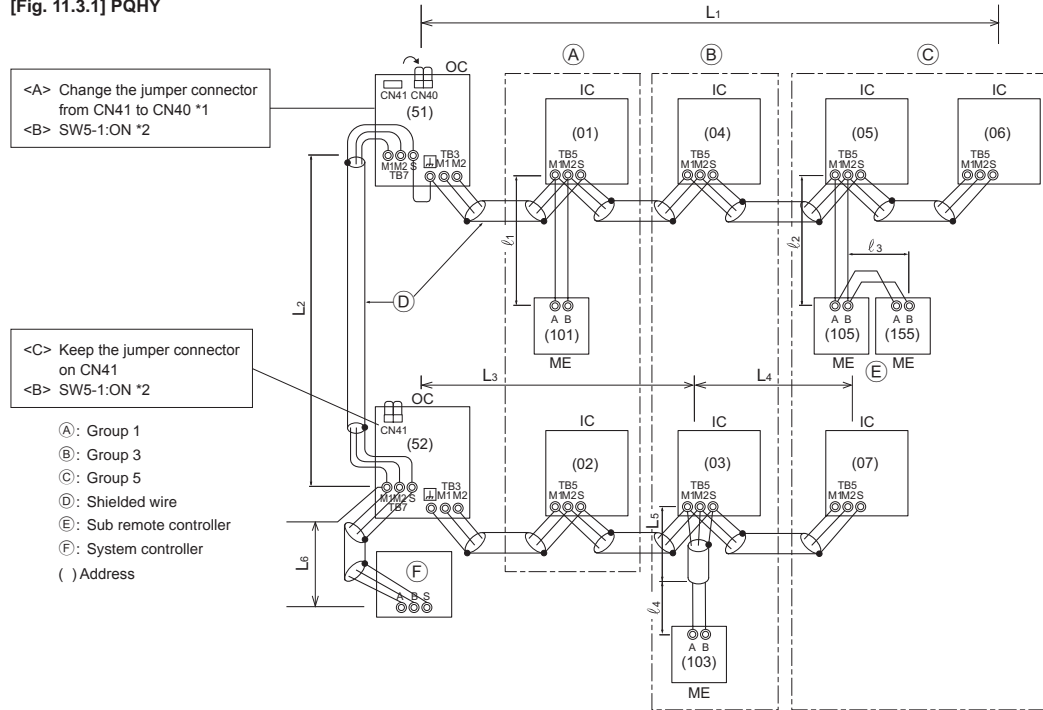 [Fig. 11.3.1] PQHY
L1
A
B
C
OC
IC
IC
IC
IC
<A> Change the jumper connector
from CN41 to CN40 *1
<B> SW5-1:ON *2
CN41 CN40
(51)
(01)
(04)
(05)
(06)
TB3
M1M2S
TB7
M1M2
TB5
M1M2S
TB5
M1M2S
TB5
M1M2S
TB5
M1M2S
ℓ1
ℓ2
ℓ3
L2
D
A B
(101)
ME
A B
(105)
ME
A B
(155)
ME
E
<C> Keep the jumper connector
on CN41
<B> SW5-1:ON *2
L3
L4
OC
IC
IC
IC
CN41
(52)
(02)
(03)
(07)
A: Group 1
B: Group 3
C: Group 5
D: Shielded wire
E: Sub remote controller
F: System controller
( ) Address
TB3
M1M2S
TB7
M1M2
TB5
M1M2S
TB5
M1M2S
TB5
M1M2S
L5
L6
F
A B S
ℓ4
A B
(103)
ME